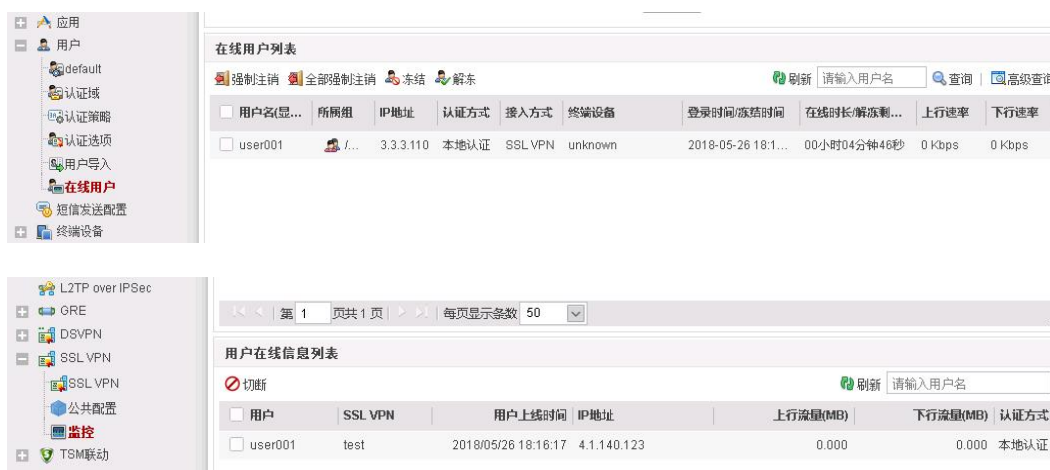 应用
用户
default
认证域
认证策略
认证选项
用户导入
在线用户
短信发送配置
终端设备
在线用户列表
强制注销 全部强制注销 冻结 解冻 刷新 请输入用户名 查询 高级查询
用户名(显... 所属组 IP地址 认证方式 接入方式 终端设备 登录时间/冻结时间 在线时长/解冻剩... 上行速率 下行速率
user001 /... 3.3.3.110 本地认证 SSL VPN unknown 2018-05-26 18:1... 00小时04分钟46秒 0 Kbps 0 Kbps
L2TP over IPSec
GRE
DSVPN
SSL VPN
SSL VPN
公共配置
监控
TSM联动
第 1 页共 1 页 每页显示条数 50
用户在线信息列表
切断 刷新 请输入用户名
用户 SSL VPN 用户上线时间 IP地址 上行流量(MB) 下行流量(MB) 认证方式
user001 test 2018/05/26 18:16:17 4.1.140.123 0.000 0.000 本地认证